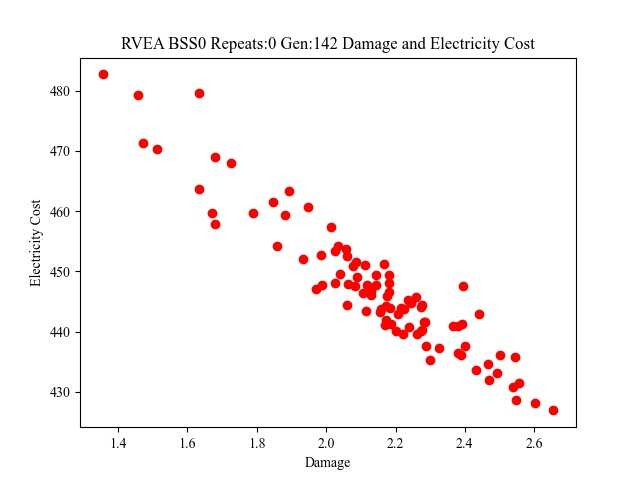 RVEA BSS0 Repeats:0 Gen:142 Damage and Electricity Cost
480
470
460
450
440
430
Electricity Cost
1.4 1.6 1.8 2.0 2.2 2.4 2.6
Damage